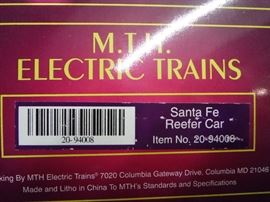 M.T.H.
ELECTRIC TRAINS
20-94008
Santa Fe
Reefer Car
Item No. 20-94008
king By MTH Electric Trains® 7020 Columbia Gateway Drive, Columbia MD 21046
Made and Litho in China To MTH's Standards and Specifications